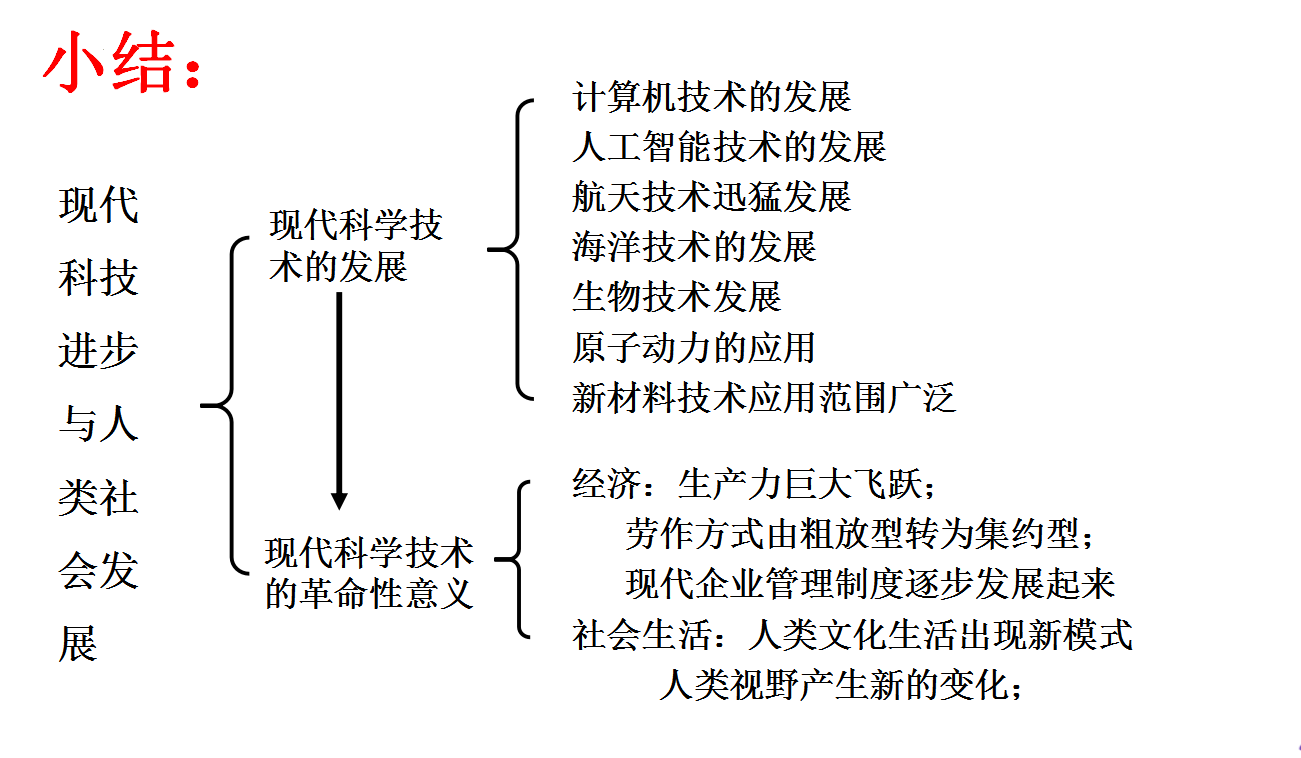 小结：
现代
科技
进步
与人
类社
会发
展
现代科学技
术的发展
计算机技术的发展
人工智能技术的发展
航天技术迅猛发展
海洋技术的发展
生物技术发展
原子动力的应用
新材料技术应用范围广泛
现代科学技术
的革命性意义
经济：生产力巨大飞跃；
劳作方式由粗放型转为集约型；
现代企业管理制度逐步发展起来
社会生活：人类文化生活出现新模式
人类视野产生新的变化；